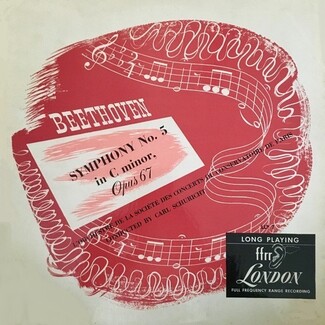 BEETHOVEN
SYMPHONY No. 5
in C minor,
Opus 67
ORCHESTRE DE LA SOCIÉTÉ DES CONCERTS DU CONSERVATOIRE DE PARIS
CONDUCTED BY CARL SCHURICHT
LONG PLAYING
ffrr
LONDON
FULL FREQUENCY RANGE RECORDING